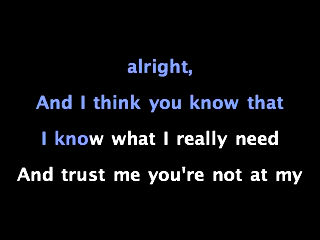 alright,
And I think you know that
I know what I really need
And trust me you're not at my